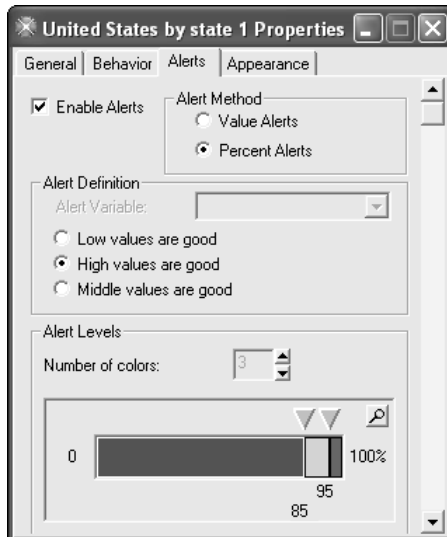 United States by state 1 Properties
General Behavior Alerts Appearance
Enable Alerts
Alert Method
Value Alerts
Percent Alerts
Alert Definition
Alert Variable:
Low values are good
High values are good
Middle values are good
Alert Levels
Number of colors: 3
0 100%
95
85